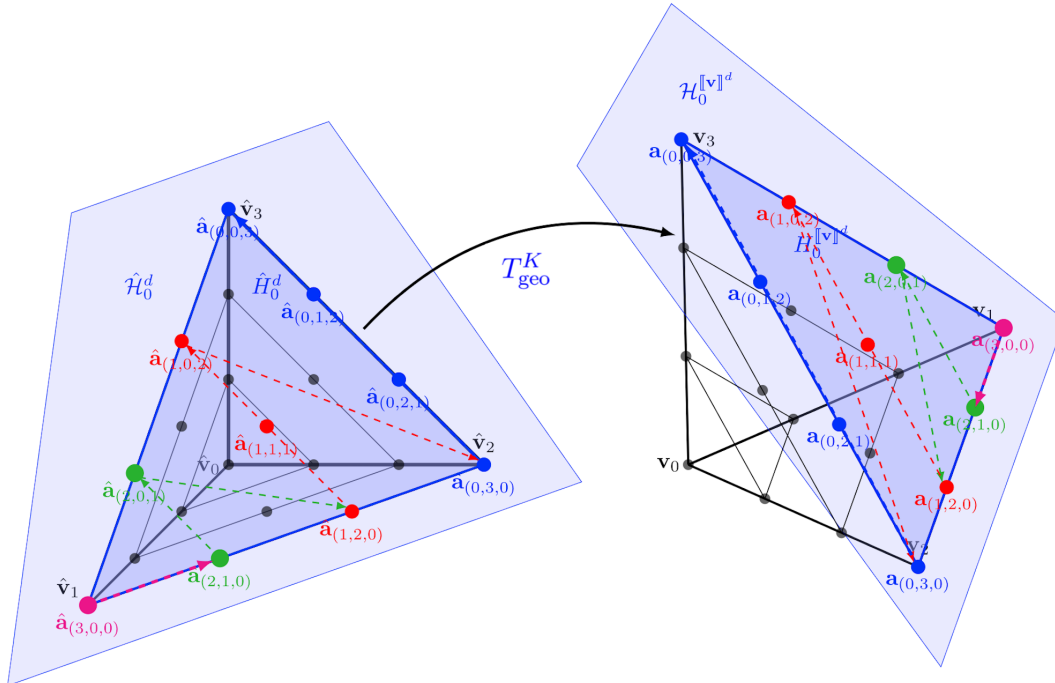 $\mathcal{H}_0^{[\![\mathbf{v}]\!]^d}$
$\mathbf{v}_3$
$\mathbf{a}_{(0,0,3)}$
$\hat{\mathbf{v}}_3$
$\hat{\mathbf{a}}_{(0,0,3)}$
$\mathbf{a}_{(1,0,2)}$
$H_0^{[\![\mathbf{v}]\!]^d}$
$T_{\text{geo}}^K$
$\hat{\mathcal{H}}_0^d$
$\hat{H}_0^d$
$\mathbf{a}_{(2,0,1)}$
$\mathbf{a}_{(0,1,2)}$
$\hat{\mathbf{a}}_{(0,1,2)}$
$\mathbf{v}_1$
$\mathbf{a}_{(3,0,0)}$
$\hat{\mathbf{a}}_{(1,0,2)}$
$\mathbf{a}_{(1,1,1)}$
$\hat{\mathbf{a}}_{(0,2,1)}$
$\mathbf{a}_{(2,1,0)}$
$\hat{\mathbf{v}}_2$
$\hat{\mathbf{a}}_{(1,1,1)}$
$\mathbf{a}_{(0,2,1)}$
$\hat{\mathbf{v}}_0$
$\mathbf{v}_0$
$\mathbf{a}_{(0,3,0)}$
$\hat{\mathbf{a}}_{(2,0,1)}$
$\mathbf{a}_{(1,2,0)}$
$\mathbf{a}_{(1,2,0)}$
$\mathbf{v}_2$
$\mathbf{a}_{(2,1,0)}$
$\hat{\mathbf{v}}_1$
$\mathbf{a}_{(0,3,0)}$
$\hat{\mathbf{a}}_{(3,0,0)}$